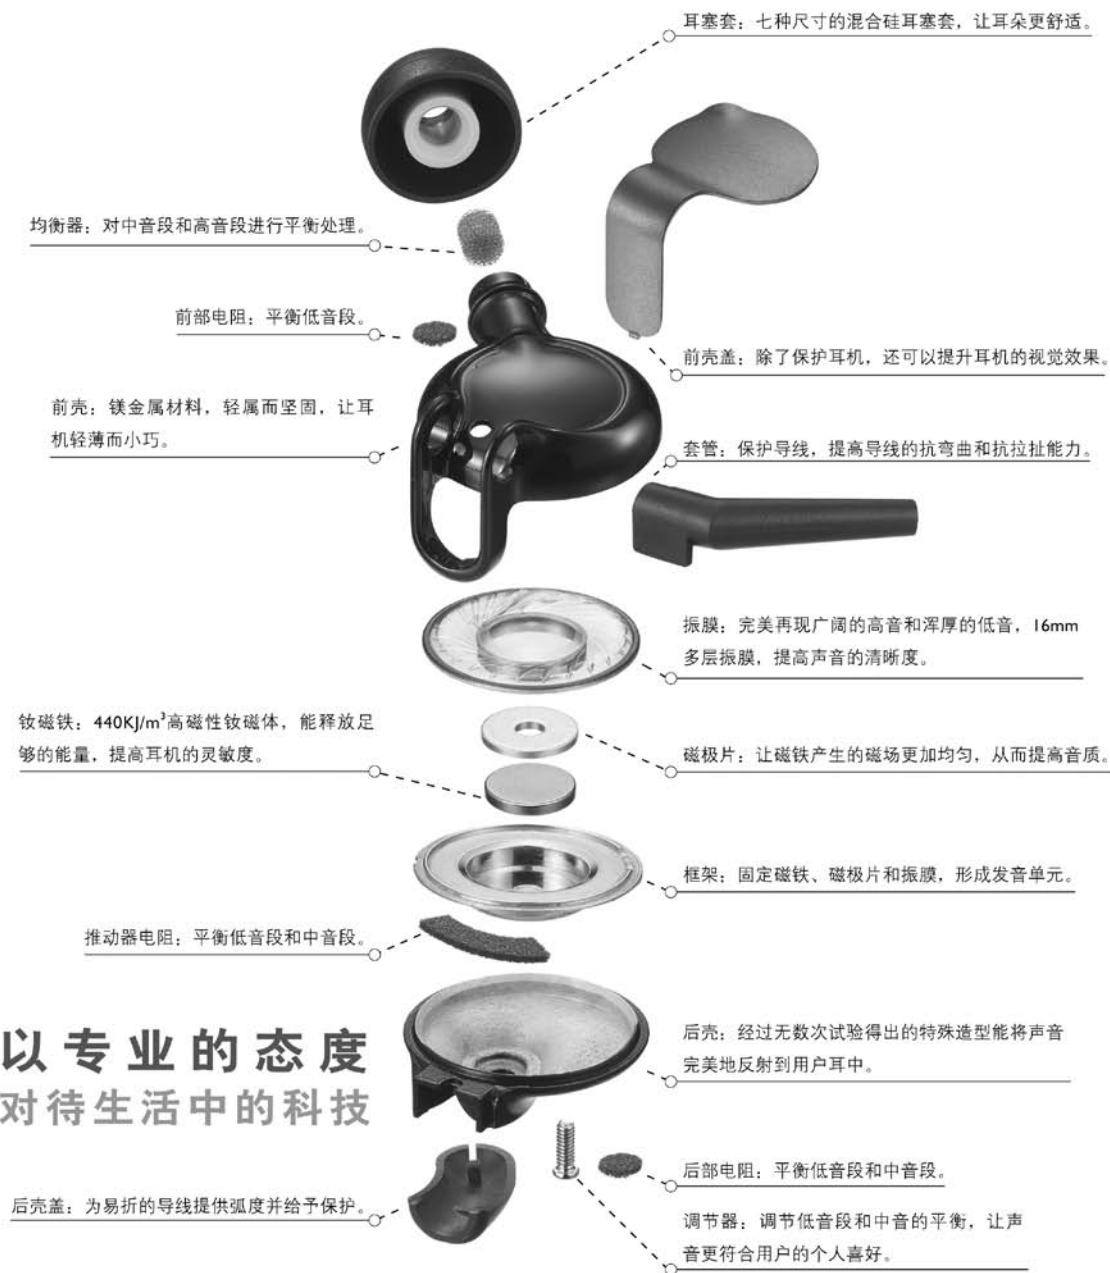 耳塞套：七种尺寸的混合硅耳塞套，让耳朵更舒适。
均衡器：对中音段和高音段进行平衡处理。
前部电阻：平衡低音段。
前壳盖：除了保护耳机，还可以提升耳机的视觉效果。
前壳：镁金属材料，轻属而坚固，让耳
机轻薄而小巧。
套管：保护导线，提高导线的抗弯曲和抗拉扯能力。
振膜：完美再现广阔的高音和浑厚的低音，16mm
多层振膜，提高声音的清晰度。
钕磁铁：440KJ/m³高磁性钕磁体，能释放足
够的能量，提高耳机的灵敏度。
磁极片：让磁铁产生的磁场更加均匀，从而提高音质。
框架：固定磁铁、磁极片和振膜，形成发音单元。
推动器电阻：平衡低音段和中音段。
以专业的态度
对待生活中的科技
后壳：经过无数次试验得出的特殊造型能将声音
完美地反射到用户耳中。
后部电阻：平衡低音段和中音段。
后壳盖：为易折的导线提供弧度并给予保护。
调节器：调节低音段和中音的平衡，让声
音更符合用户的个人喜好。